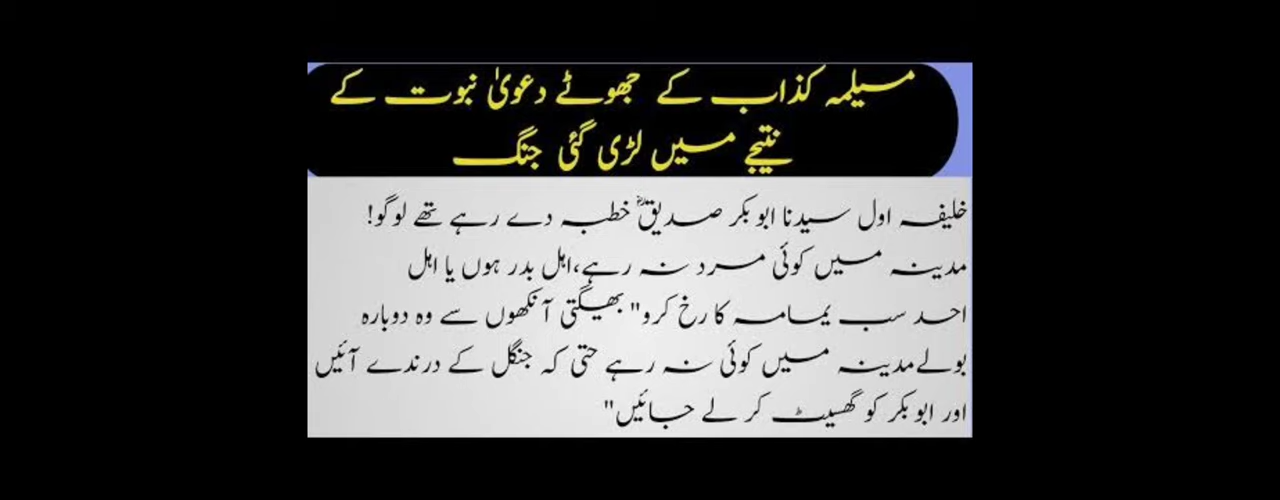 مسیلمہ کذاب کے جھوٹے دعویٰ نبوت کے
نتیجے میں لڑی گئی جنگ
خلیفہ اول سیدنا ابو بکر صدیقؓ خطبہ دے رہے تھے لوگو!
مدینہ میں کوئی مرد نہ رہے،اہل بدر ہوں یا اہل
احد سب یمامہ کا رخ کرو" بھیگتی آنکھوں سے وہ دوبارہ
بولے مدینہ میں کوئی نہ رہے حتی کہ جنگل کے درندے آئیں
اور ابو بکر کو گھسیٹ کر لے جائیں"